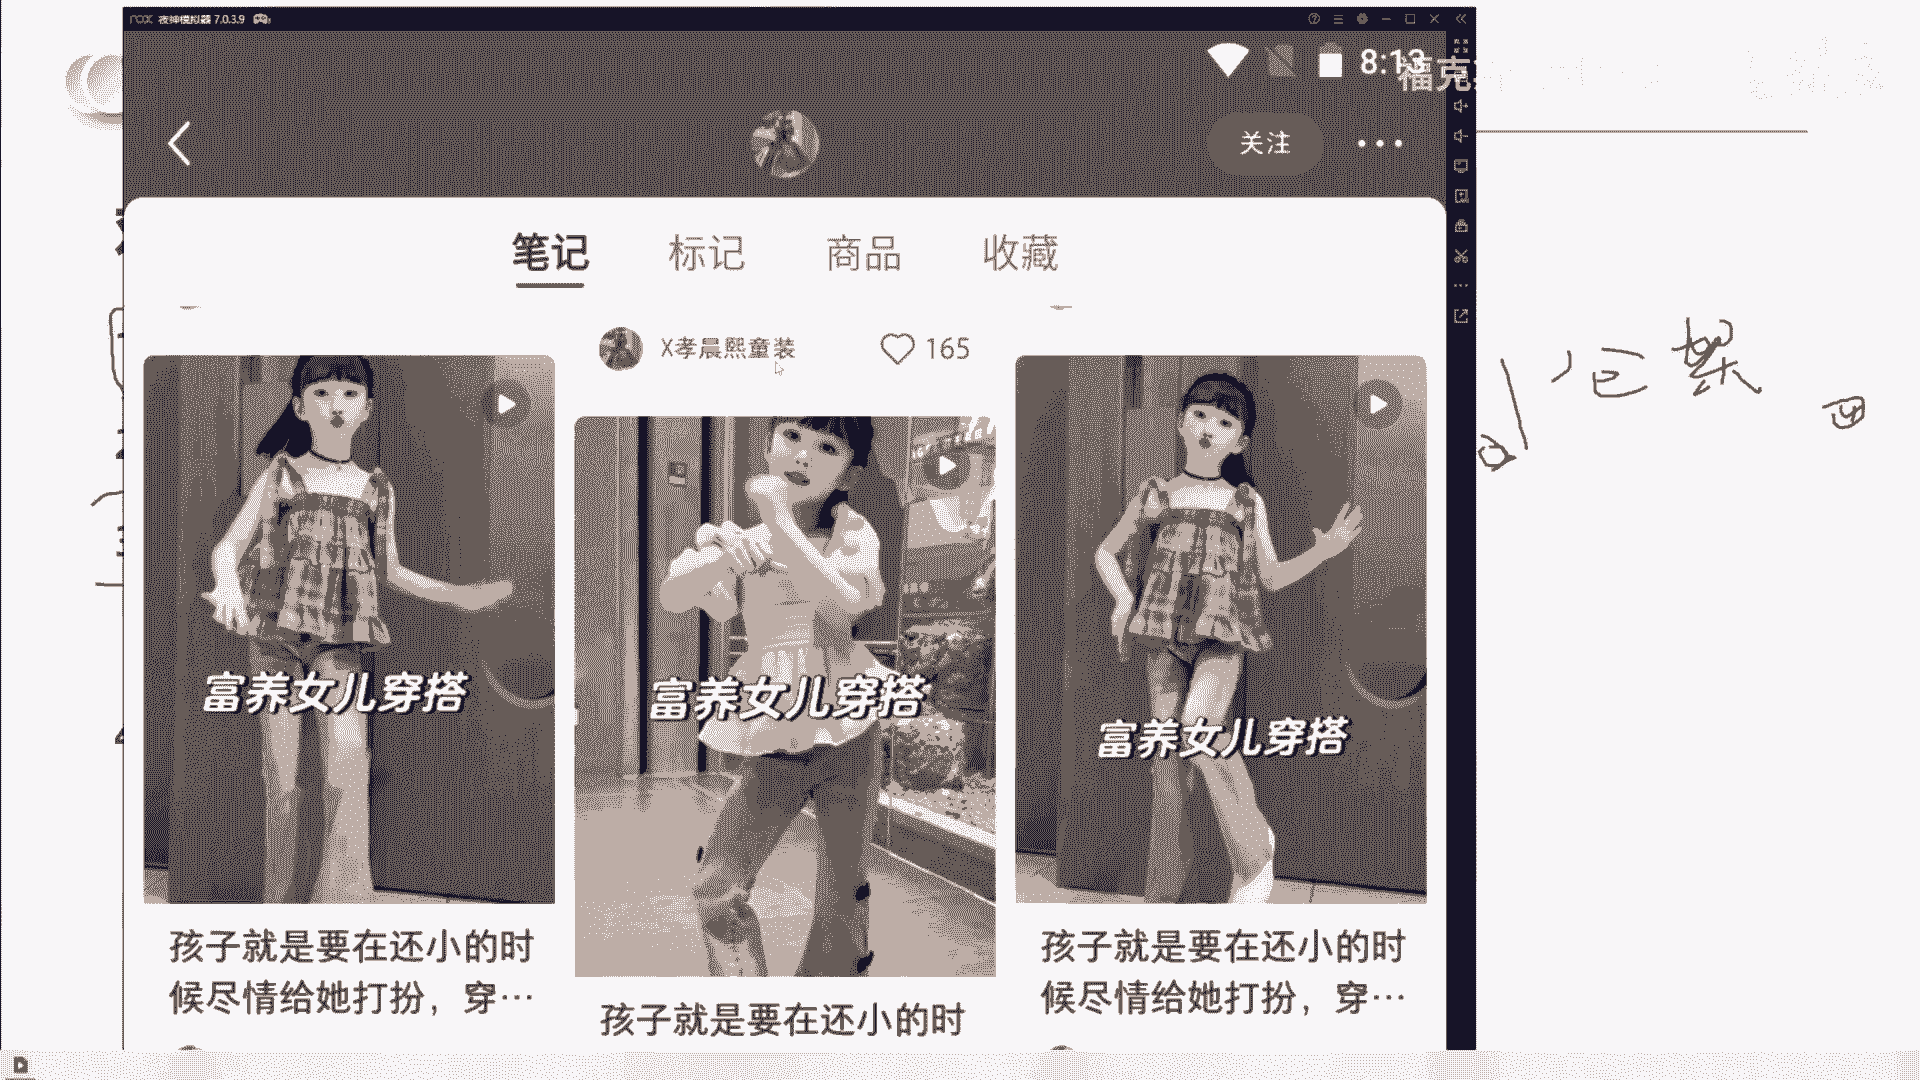 nox 夜神模拟器 7.0.3.9
8:13
福克
关注
笔记 标记 商品 收藏
X孝晨熙童装 165
富养女儿穿搭
富养女儿穿搭
富养女儿穿搭
孩子就是要在还小的时
候尽情给她打扮，穿…
孩子就是要在还小的时
孩子就是要在还小的时
候尽情给她打扮，穿…